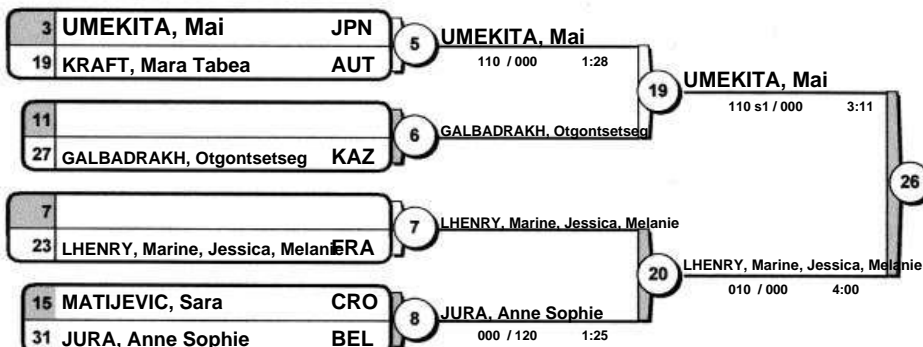 3 UMEKITA, Mai JPN
19 KRAFT, Mara Tabea AUT
5
UMEKITA, Mai
110 / 000 1:28
11
27 GALBADRAKH, Otgontsetseg KAZ
6
GALBADRAKH, Otgontsetseg
19
UMEKITA, Mai
110 s1 / 000 3:11
7
23 LHENRY, Marine, Jessica, Melanie FRA
7
LHENRY, Marine, Jessica, Melanie
15 MATIJEVIC, Sara CRO
31 JURA, Anne Sophie BEL
8
JURA, Anne Sophie
000 / 120 1:25
20
LHENRY, Marine, Jessica, Melanie
010 / 000 4:00
26